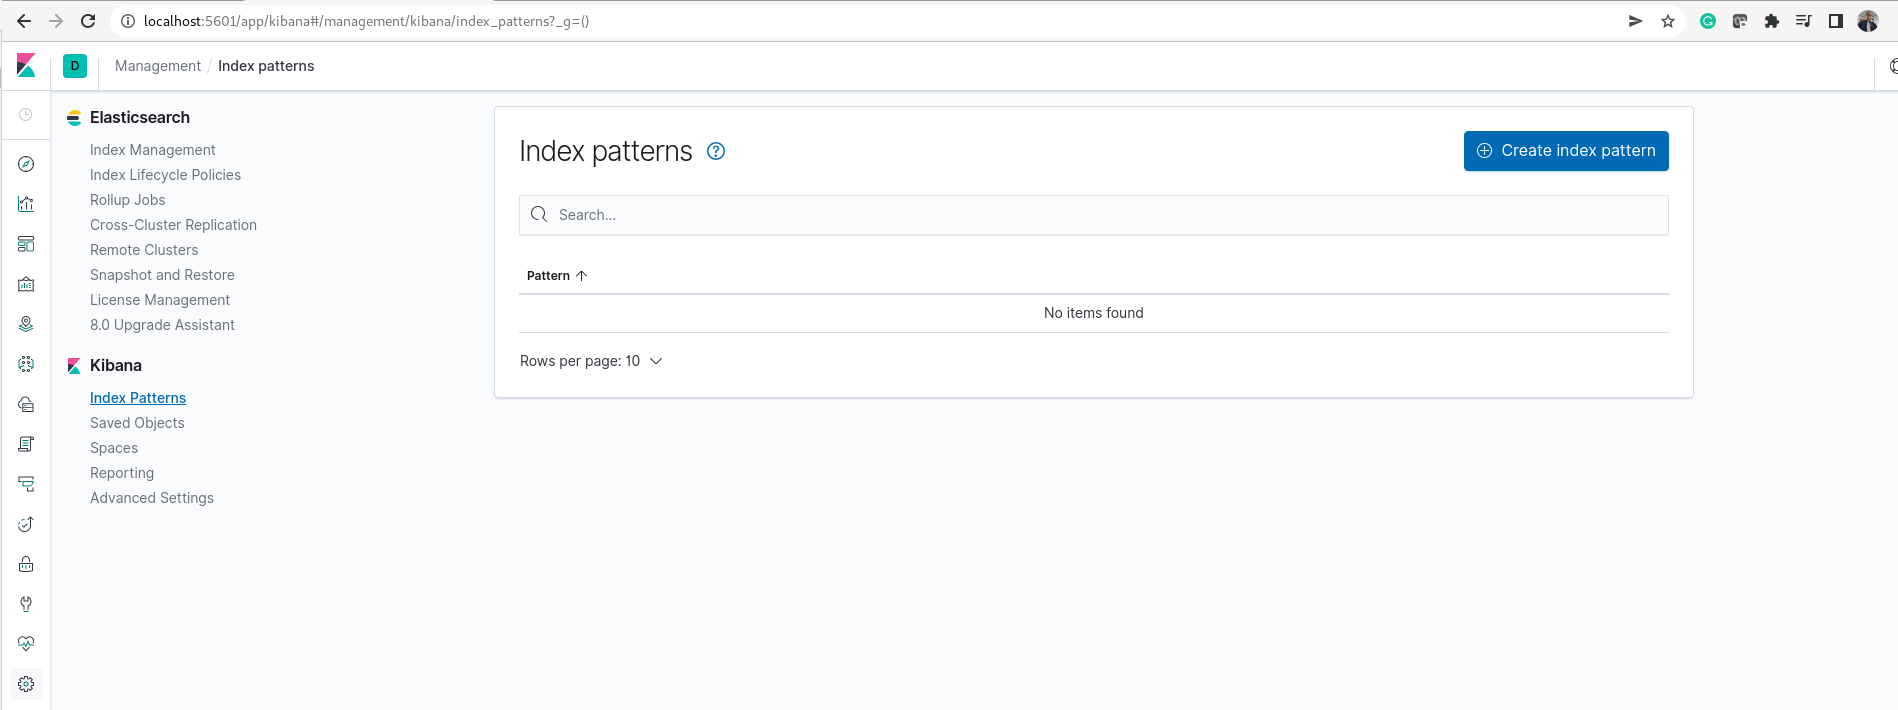 localhost:5601/app/kibana#/management/kibana/index_patterns?_g=()
D Management / Index patterns
Elasticsearch
Index Management
Index Lifecycle Policies
Rollup Jobs
Cross-Cluster Replication
Remote Clusters
Snapshot and Restore
License Management
8.0 Upgrade Assistant
Kibana
Index Patterns
Saved Objects
Spaces
Reporting
Advanced Settings
Index patterns ?
Create index pattern
Search...
Pattern
No items found
Rows per page: 10